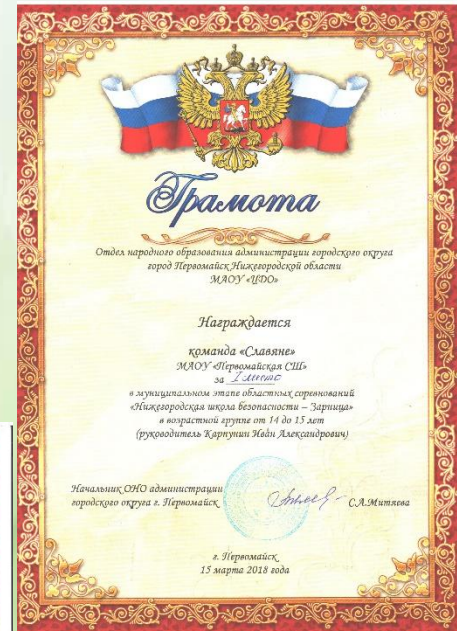 Грамота
Отдел народного образования администрации городского округа
город Первомайск Нижегородской области
МАОУ «ЦДО»
Награждается
команда «Славяне»
МАОУ «Первомайская СШ»
за I место
в муниципальном этапе областных соревнований
«Нижегородская школа безопасности – Зарница»
в возрастной группе от 14 до 15 лет
(руководитель Карпунин Иван Александрович)
Начальник ОНО администрации
городского округа г. Первомайск С.А.Митяева
г. Первомайск
15 марта 2018 года